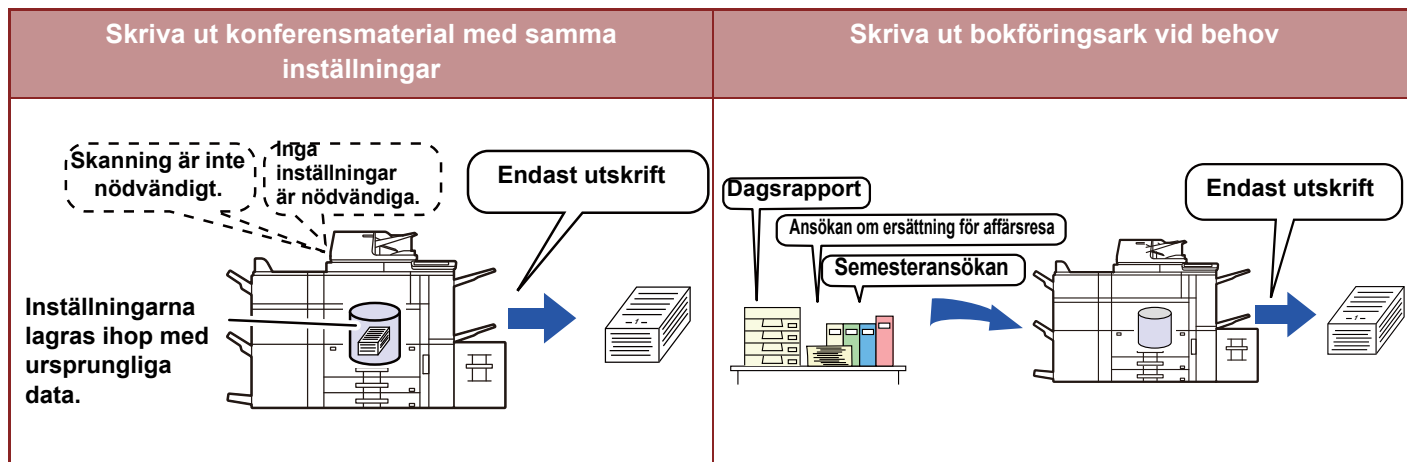 Skriva ut konferensmaterial med samma
inställningar
Skriva ut bokföringsark vid behov
Skanning är inte
nödvändigt.
Inga
inställningar
är nödvändiga.
Endast utskrift
Inställningarna
lagras ihop med
ursprungliga
data.
Dagsrapport
Ansökan om ersättning för affärsresa
Semesteransökan
Endast utskrift